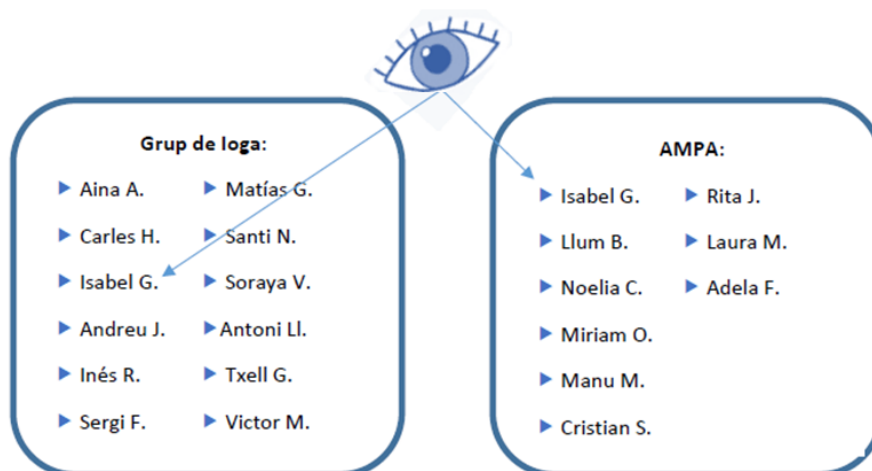 Grup de Ioga:
Aina A.
Carles H.
Isabel G.
Andreu J.
Inés R.
Sergi F.
Matías G.
Santi N.
Soraya V.
Antoni Ll.
Txell G.
Victor M.
AMPA:
Isabel G.
Llum B.
Noelia C.
Miriam O.
Manu M.
Cristian S.
Rita J.
Laura M.
Adela F.